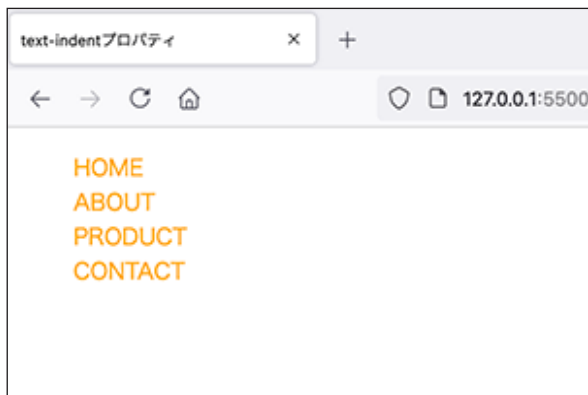 text-indentプロパティ
127.0.0.1:5500
HOME
ABOUT
PRODUCT
CONTACT